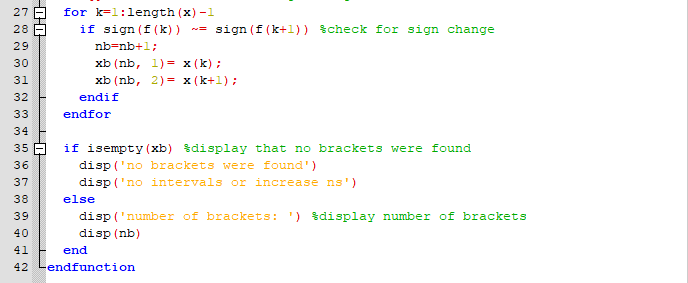 27 for k=1:length(x)-1
28 if sign(f(k)) ~= sign(f(k+1)) %check for sign change
29 nb=nb+1;
30 xb(nb, 1)= x(k);
31 xb(nb, 2)= x(k+1);
32 endif
33 endfor
34
35 if isempty(xb) %display that no brackets were found
36 disp('no brackets were found')
37 disp('no intervals or increase ns')
38 else
39 disp('number of brackets: ') %display number of brackets
40 disp(nb)
41 end
42 endfunction